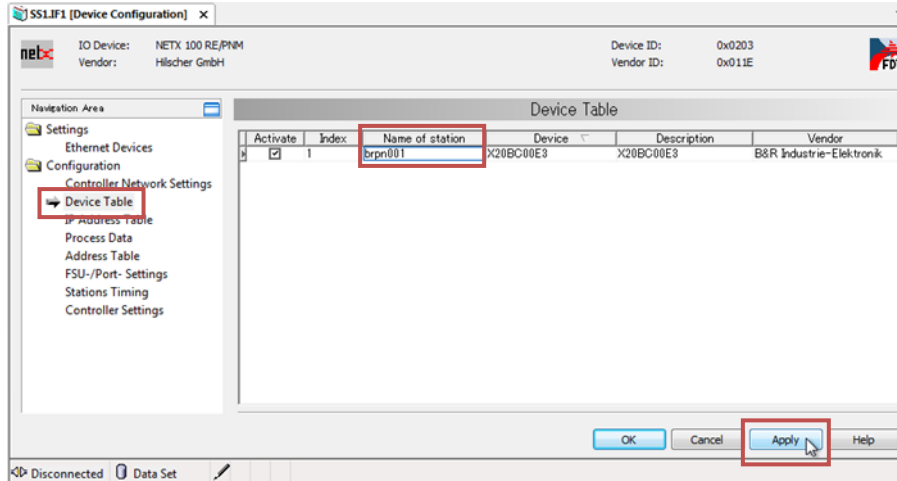 SS1.IF1 [Device Configuration] X
netx
IO Device: NETX 100 RE/PNM Device ID: 0x0203
Vendor: Hilscher GmbH Vendor ID: 0x011E
FDT
Navigation Area
Device Table
Settings
Ethernet Devices
Configuration
Controller Network Settings
Device Table
IP Address Table
Process Data
Address Table
FSU-/Port- Settings
Stations Timing
Controller Settings
Activate Index Name of station Device Description Vendor
1 brpn001 X20BC00E3 X20BC00E3 B&R Industrie-Elektronik
OK Cancel Apply Help
Disconnected Data Set